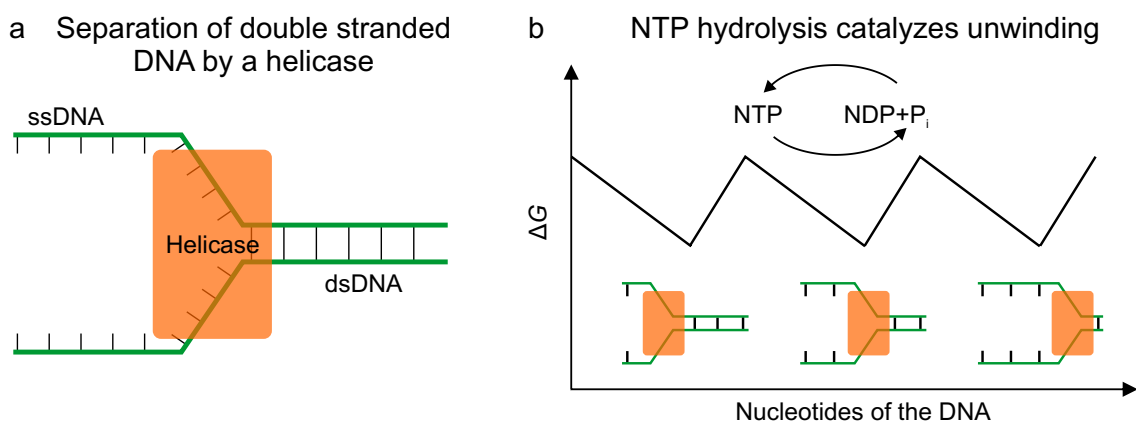 a Separation of double stranded
DNA by a helicase
ssDNA
Helicase
dsDNA
b NTP hydrolysis catalyzes unwinding
NTP NDP+Pi
ΔG
Nucleotides of the DNA